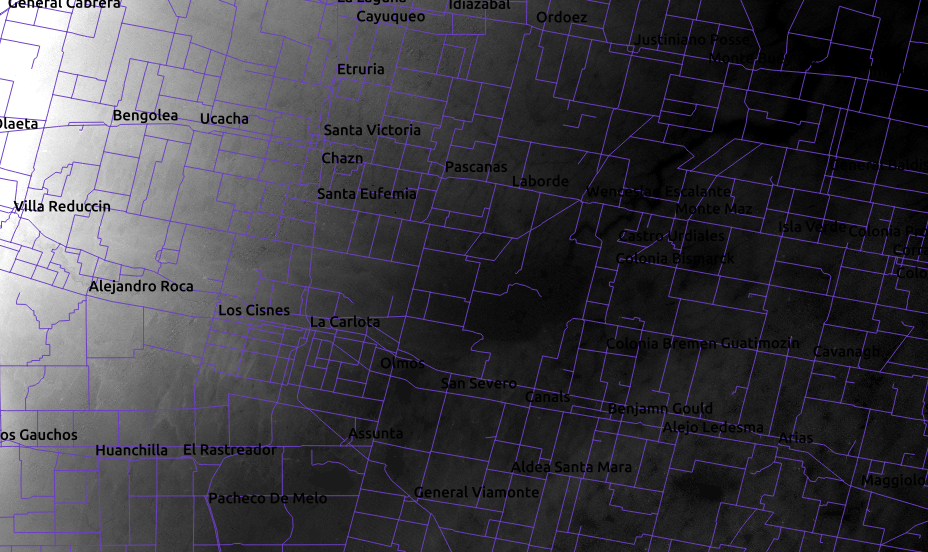 General Cabrera
La Laguna
Idiazabal
Cayuqueo
Ordoez
Justiniano Posse
Etruria
Bengolea
Ucacha
Olaeta
Santa Victoria
Chazn
Pascanas
Laborde
Santa Eufemia
Wenceslao Escalante
Villa Reduccin
Monte Maz
Isla Verde
Castro Urdiales
Colonia Bismarck
Alejandro Roca
Los Cisnes
La Carlota
Colonia Bremen
Guatimozin
Cavanagh
Olmos
San Severo
Canals
Benjamn Gould
Alejo Ledesma
Arias
os Gauchos
Assunta
Huanchilla
El Rastreador
Aldea Santa Mara
Maggiolo
General Viamonte
Pacheco De Melo